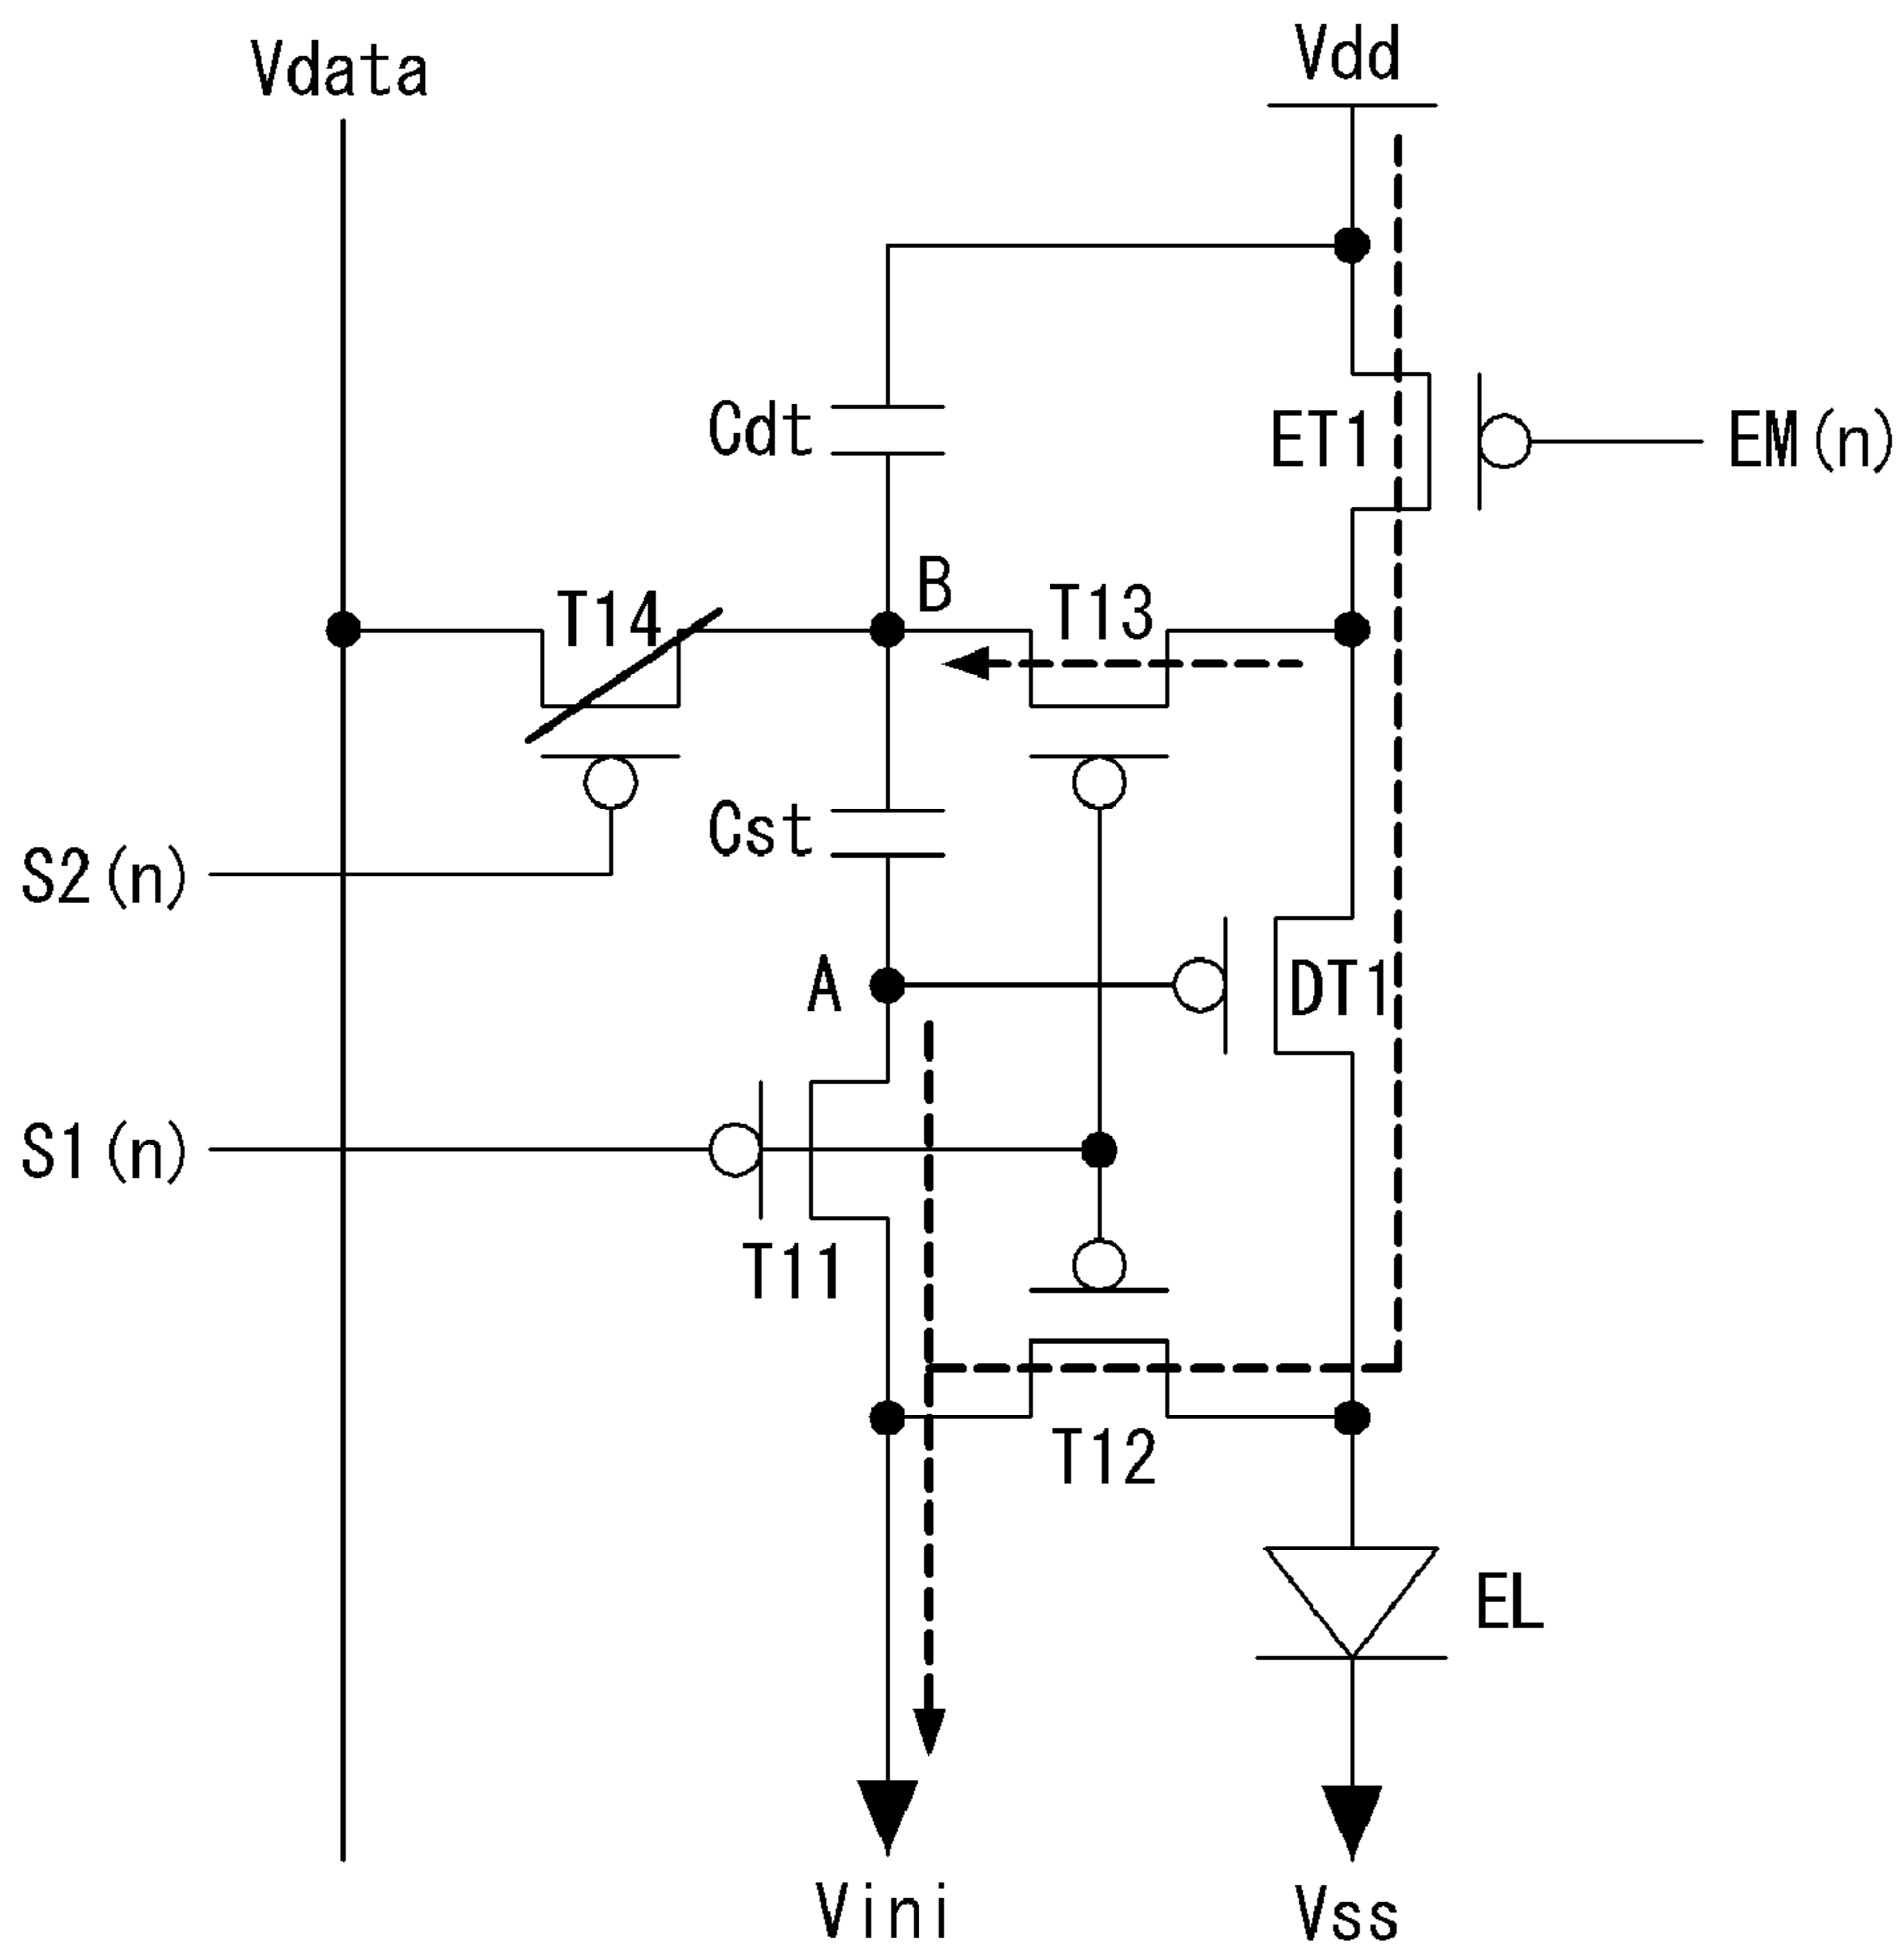 Vdata
Vdd
Cdt
ET1
EM(n)
B
T14
T13
Cst
S2(n)
A
DT1
S1(n)
T11
T12
EL
Vini
Vss